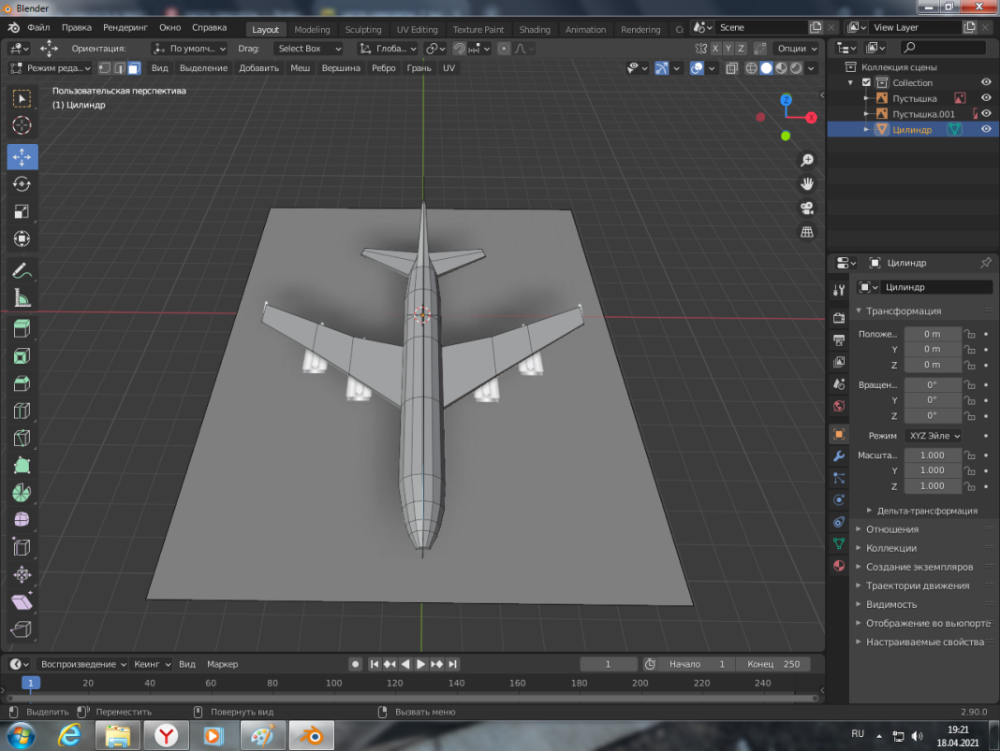 Blender
Файл Правка Рендеринг Окно Справка Layout Modeling Sculpting UV Editing Texture Paint Shading Animation Rendering Scene View Layer
Ориентация: По умолч... Drag: Select Box Глоба... X Y Z Опции
Режим реда... Вид Выделение Добавить Меш Вершина Ребро Грань UV
Пользовательская перспектива
(1) Цилиндр
Z
X
Коллекция сцены
Collection
Пустышка
Пустышка.001
Цилиндр
Цилиндр
Цилиндр
Трансформация
Положе... 0 m
Y 0 m
Z 0 m
Вращен... 0°
Y 0°
Z 0°
Режим XYZ Эйле
Масшта... 1.000
Y 1.000
Z 1.000
Дельта-трансформация
Отношения
Коллекции
Создание экземпляров
Траектории движения
Видимость
Отображение во вьюпорте
Настраиваемые свойства
Воспроизведение Кеинг Вид Маркер 1 Начало 1 Конец 250
1 20 40 60 80 100 120 140 160 180 200 220 240
Выделить Переместить Повернуть вид Вызвать меню 2.90.0
RU 19:21
18.04.2021